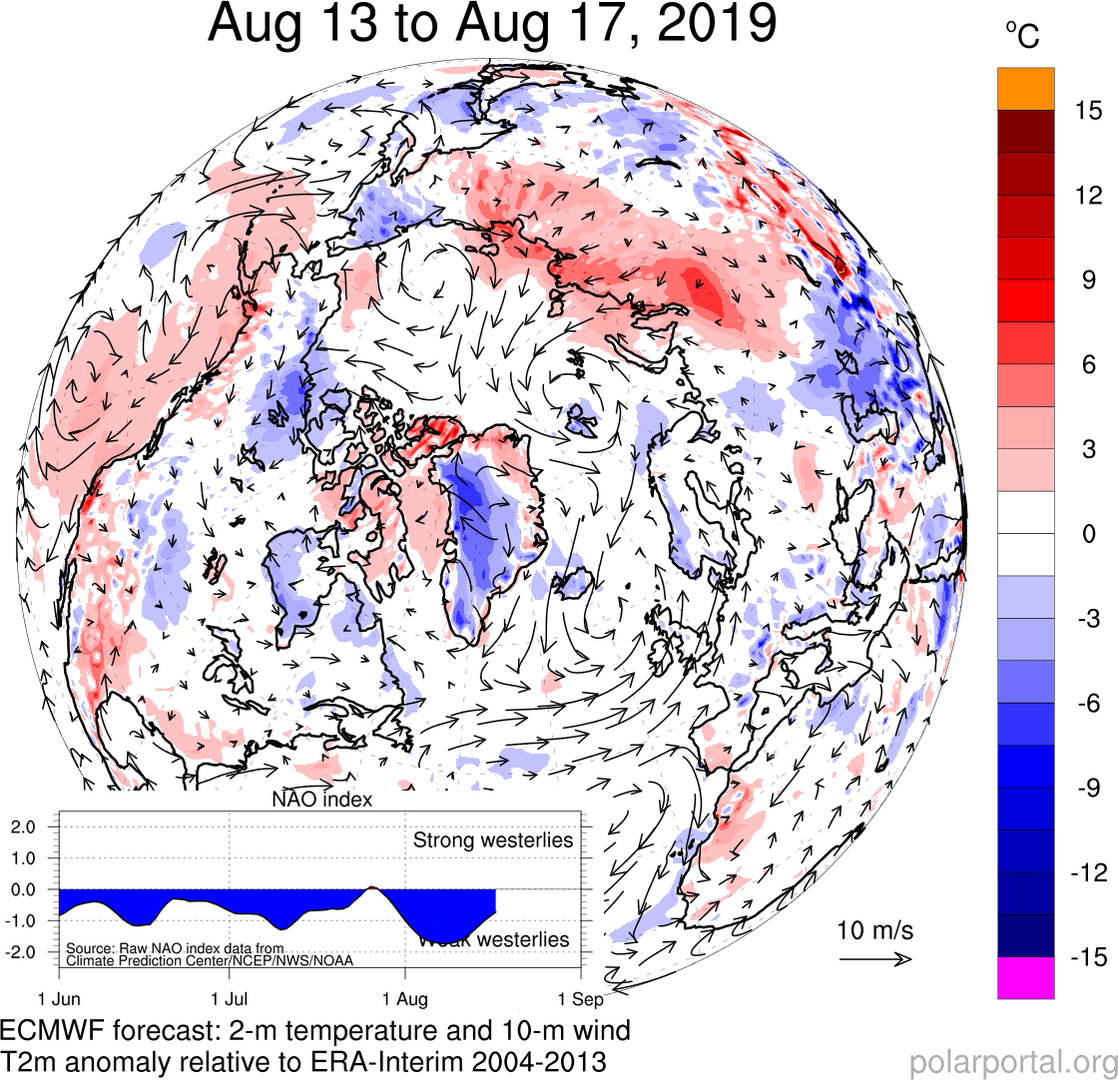 Aug 13 to Aug 17, 2019
oC
15
12
9
6
3
0
-3
-6
-9
-12
-15
10 m/s
NAO index
2.0
1.0
0.0
-1.0
-2.0
Strong westerlies
Weak westerlies
Source: Raw NAO index data from
Climate Prediction Center/NCEP/NWS/NOAA
1 Jun
1 Jul
1 Aug
1 Sep
ECMWF forecast: 2-m temperature and 10-m wind
T2m anomaly relative to ERA-Interim 2004-2013
polarportal.org